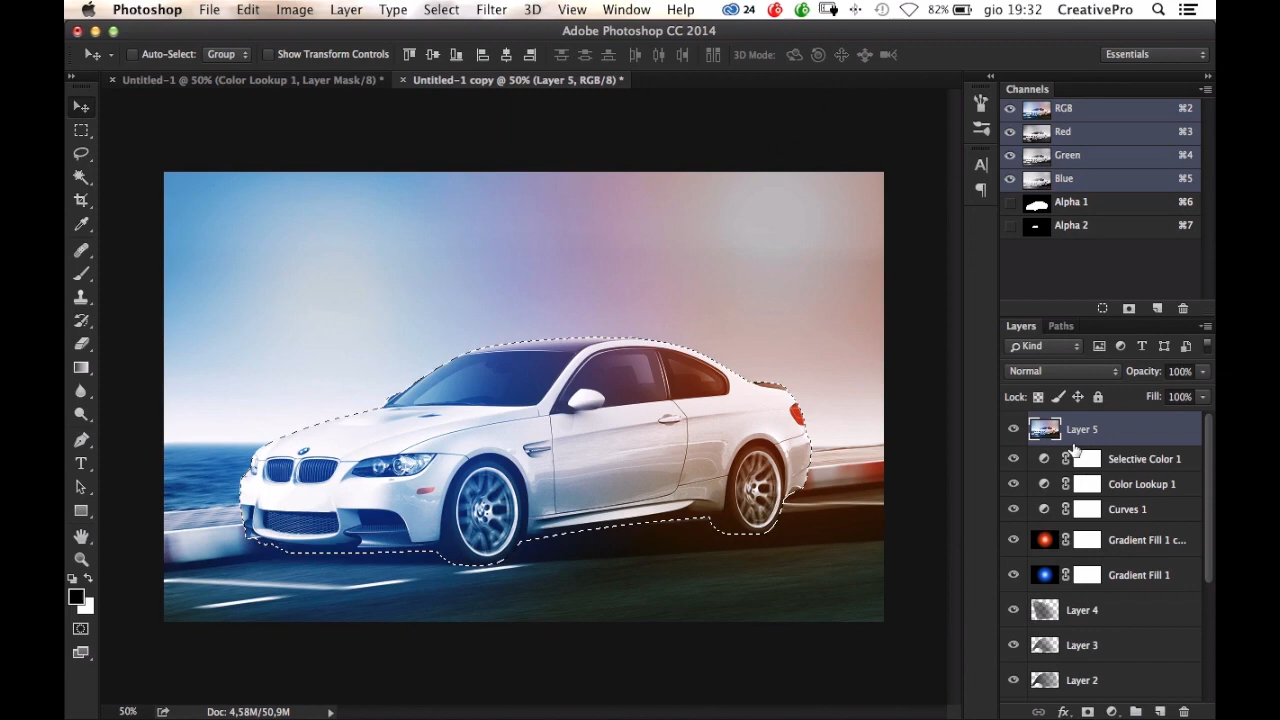 Photoshop File Edit Image Layer Type Select Filter 3D View Window Help 24 6 6 82% gio 19:32 CreativePro
Adobe Photoshop CC 2014
Auto-Select: Group Show Transform Controls 3D Mode: Essentials
Untitled-1 @ 50% (Color Lookup 1, Layer Mask/8) * Untitled-1 copy @ 50% (Layer 5, RGB/8) *
Channels
RGB ⌘2
Red ⌘3
Green ⌘4
Blue ⌘5
Alpha 1 ⌘6
Alpha 2 ⌘7
Layers Paths
Kind
Normal Opacity: 100%
Lock: Fill: 100%
Layer 5
Selective Color 1
Color Lookup 1
Curves 1
Gradient Fill 1 c...
Gradient Fill 1
Layer 4
Layer 3
Layer 2
50% Doc: 4,58M/50,9M